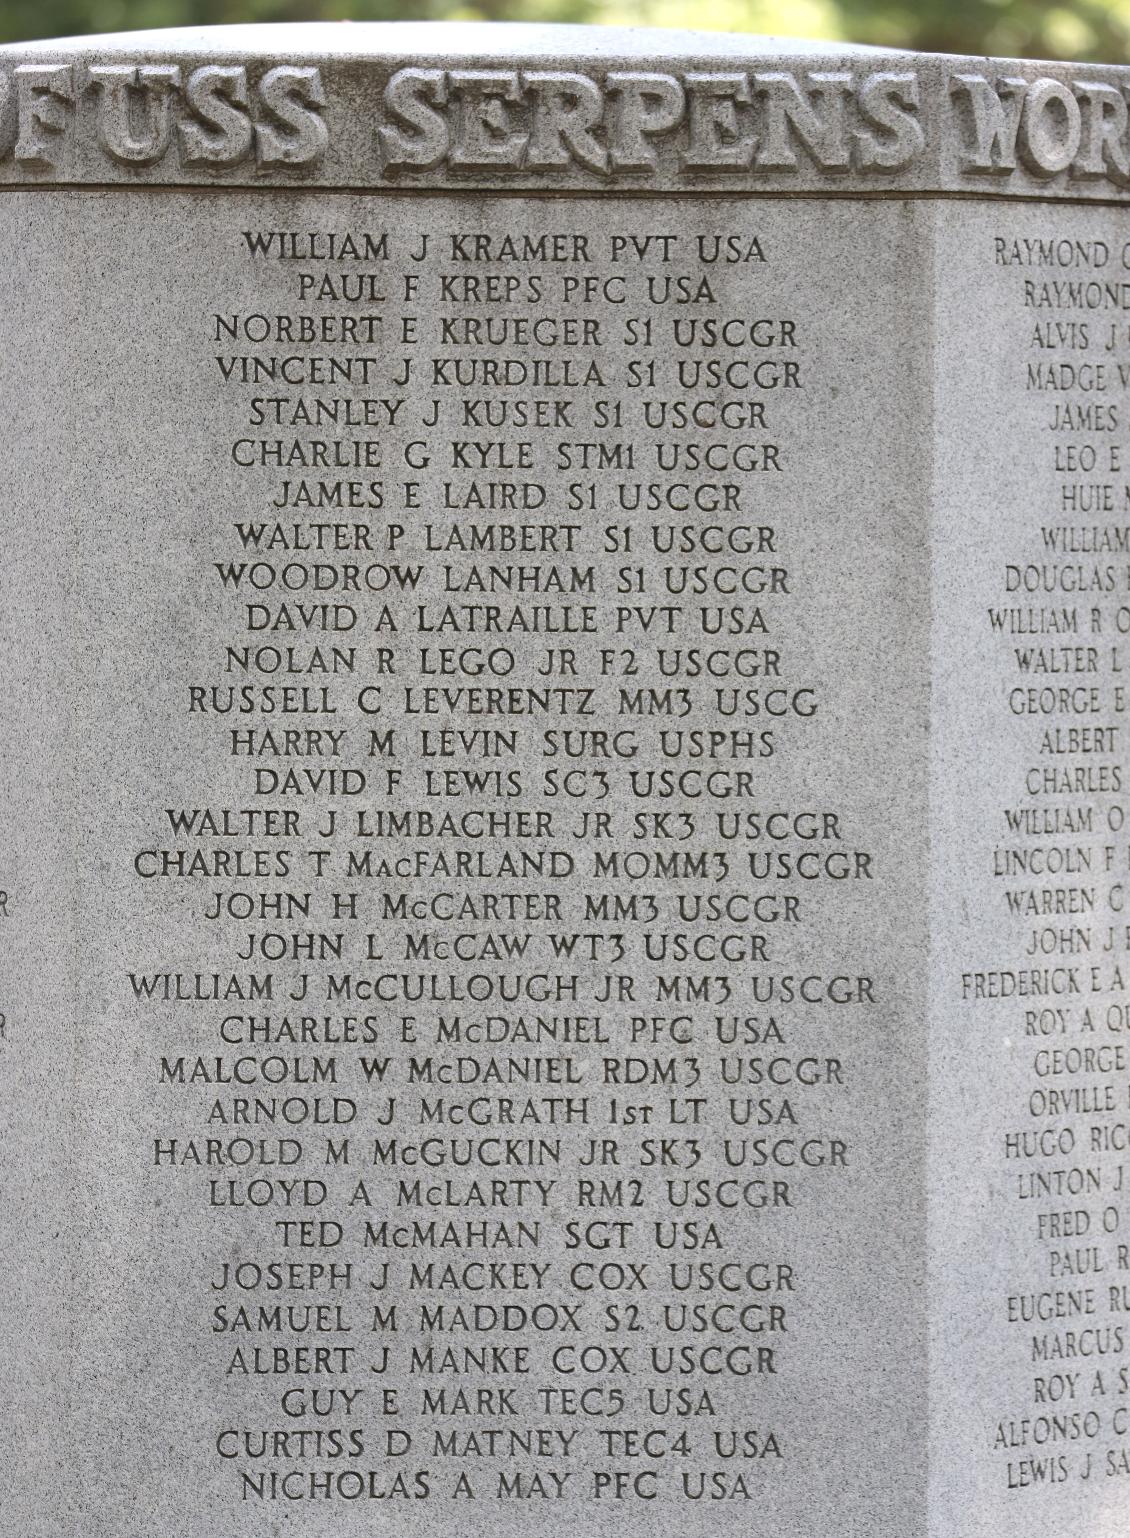 F USS SERPENS WOR
WILLIAM J KRAMER PVT USA
PAUL F KREPS PFC USA
NORBERT E KRUEGER S1 USCGR
VINCENT J KURDILLA S1 USCGR
STANLEY J KUSEK S1 USCGR
CHARLIE G KYLE STM1 USCGR
JAMES E LAIRD S1 USCGR
WALTER P LAMBERT S1 USCGR
WOODROW LANHAM S1 USCGR
DAVID A LATRAILLE PVT USA
NOLAN R LEGO JR F2 USCGR
RUSSELL C LEVERENTZ MM3 USCG
HARRY M LEVIN SURG USPHS
DAVID F LEWIS SC3 USCGR
WALTER J LIMBACHER JR SK3 USCGR
CHARLES T MacFARLAND MOMM3 USCGR
JOHN H McCARTER MM3 USCGR
JOHN L McCAW WT3 USCGR
WILLIAM J McCULLOUGH JR MM3 USCGR
CHARLES E McDANIEL PFC USA
MALCOLM W McDANIEL RDM3 USCGR
ARNOLD J McGRATH 1ST LT USA
HAROLD M McGUCKIN JR SK3 USCGR
LLOYD A McLARTY RM2 USCGR
TED McMAHAN SGT USA
JOSEPH J MACKEY COX USCGR
SAMUEL M MADDOX S2 USCGR
ALBERT J MANKE COX USCGR
GUY E MARK TEC5 USA
CURTISS D MATNEY TEC4 USA
NICHOLAS A MAY PFC USA
RAYMOND
RAYMOND
ALVIS J
MADGE
JAMES
LEO E
HUIE
WILLIAM
DOUGLAS
WILLIAM R
WALTER L
GEORGE E
ALBERT
CHARLES
WILLIAM O
LINCOLN F
WARREN C
JOHN J
FREDERICK E A
ROY A QU
GEORGE
ORVILLE
HUGO RIC
LINTON J
FRED O
PAUL R
EUGENE RU
MARCUS
ROY A S
ALFONSO C
LEWIS J SA